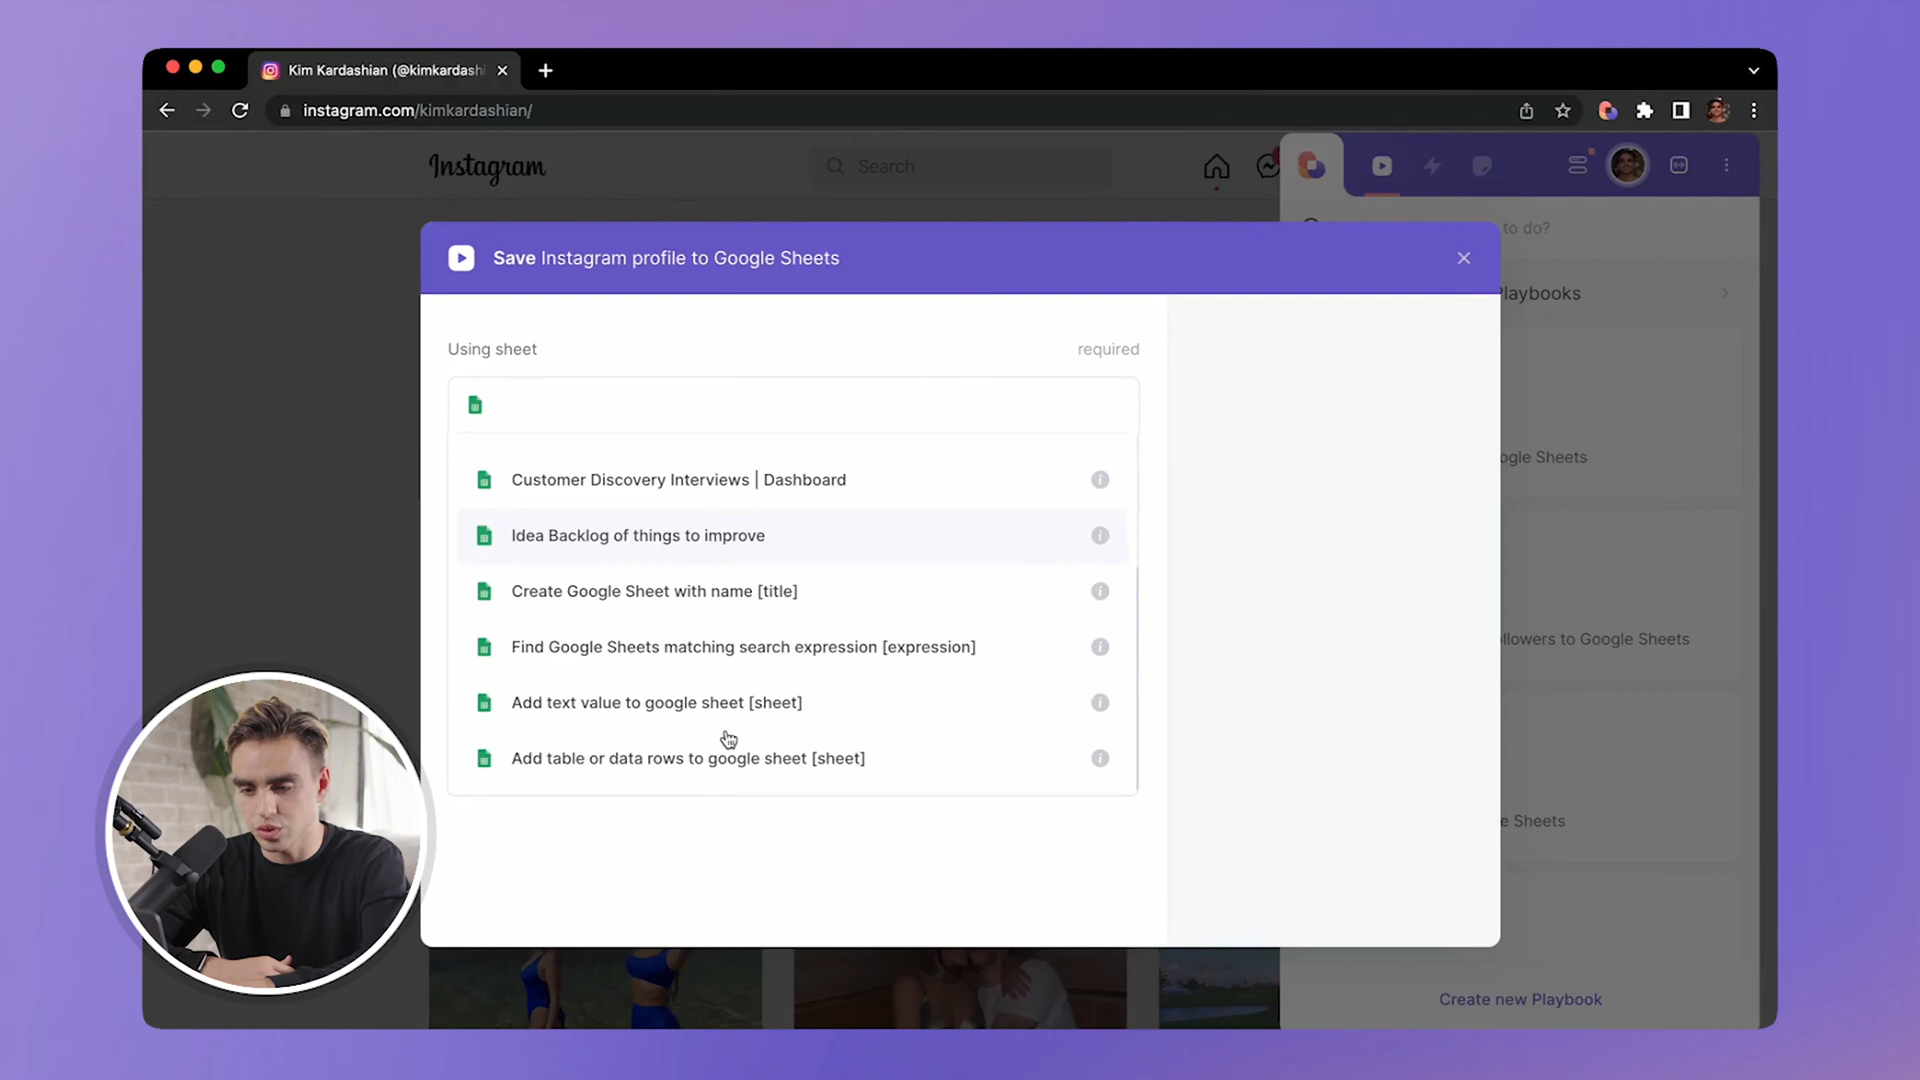 Kim Kardashian (@kimkardashi
instagram.com/kimkardashian/
Instagram
Search
to do?
Save Instagram profile to Google Sheets
Playbooks
Using sheet
required
ogle Sheets
Customer Discovery Interviews | Dashboard
Idea Backlog of things to improve
Create Google Sheet with name [title]
Find Google Sheets matching search expression [expression]
llowers to Google Sheets
Add text value to google sheet [sheet]
Add table or data rows to google sheet [sheet]
e Sheets
Create new Playbook